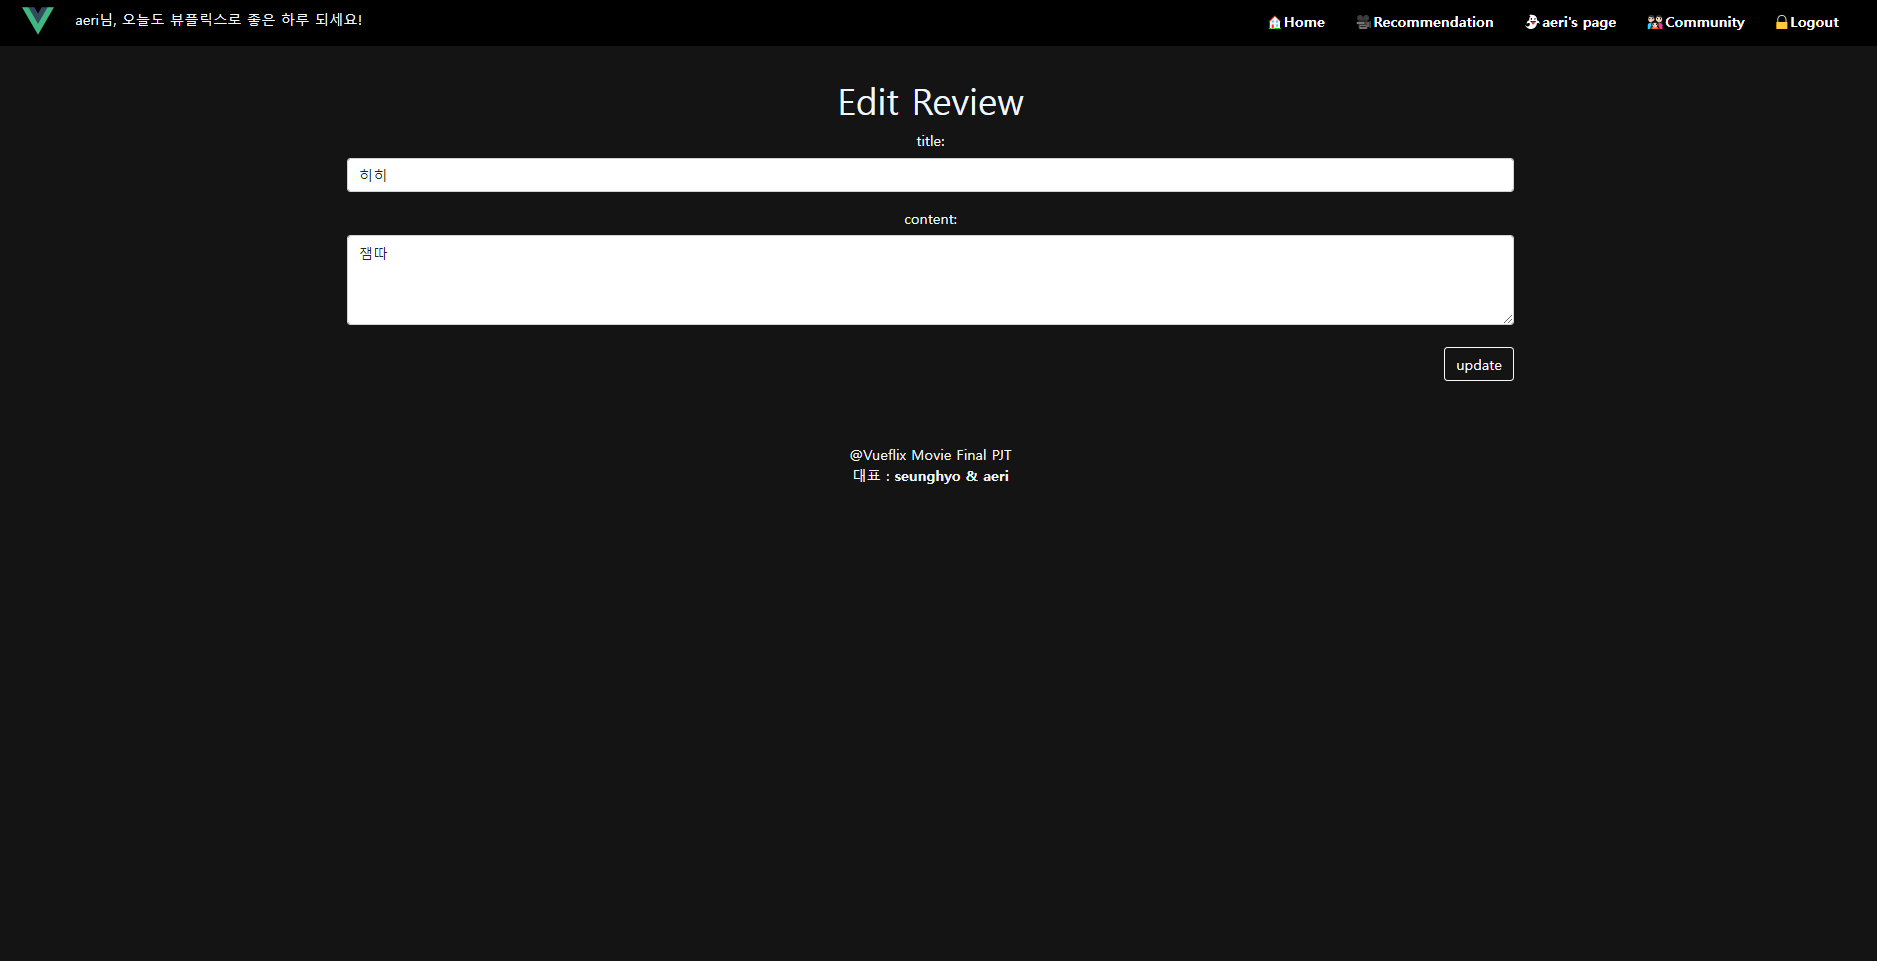 aeri님, 오늘도 뷰플릭스로 좋은 하루 되세요!
Home Recommendation aeri's page Community Logout
Edit Review
title:
히히
content:
잼따
update
@Vueflix Movie Final PJT
대표 : seunghyo & aeri